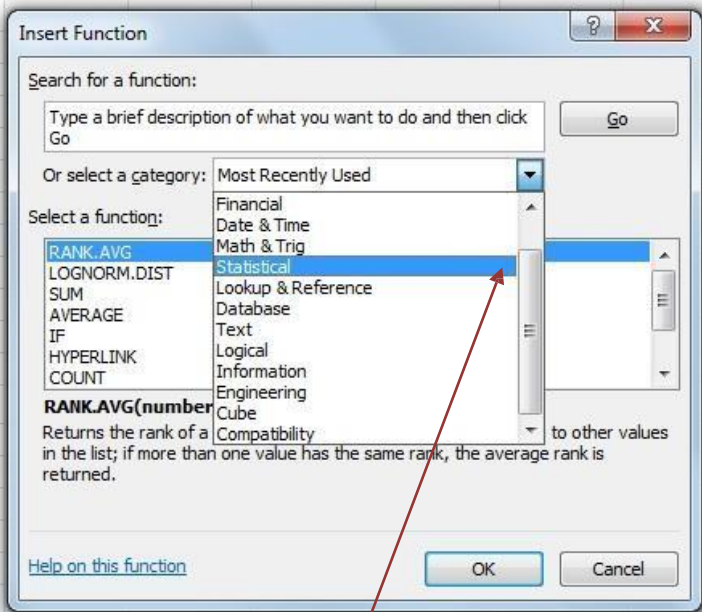 Insert Function
Search for a function:
Type a brief description of what you want to do and then click
Go
Go
Or select a category: Most Recently Used
Financial
Date & Time
Math & Trig
Statistical
Lookup & Reference
Database
Text
Logical
Information
Engineering
Cube
Compatibility
Select a function:
RANK.AVG
LOGNORM.DIST
SUM
AVERAGE
IF
HYPERLINK
COUNT
RANK.AVG(number
Returns the rank of a to other values
in the list; if more than one value has the same rank, the average rank is
returned.
Help on this function
OK
Cancel